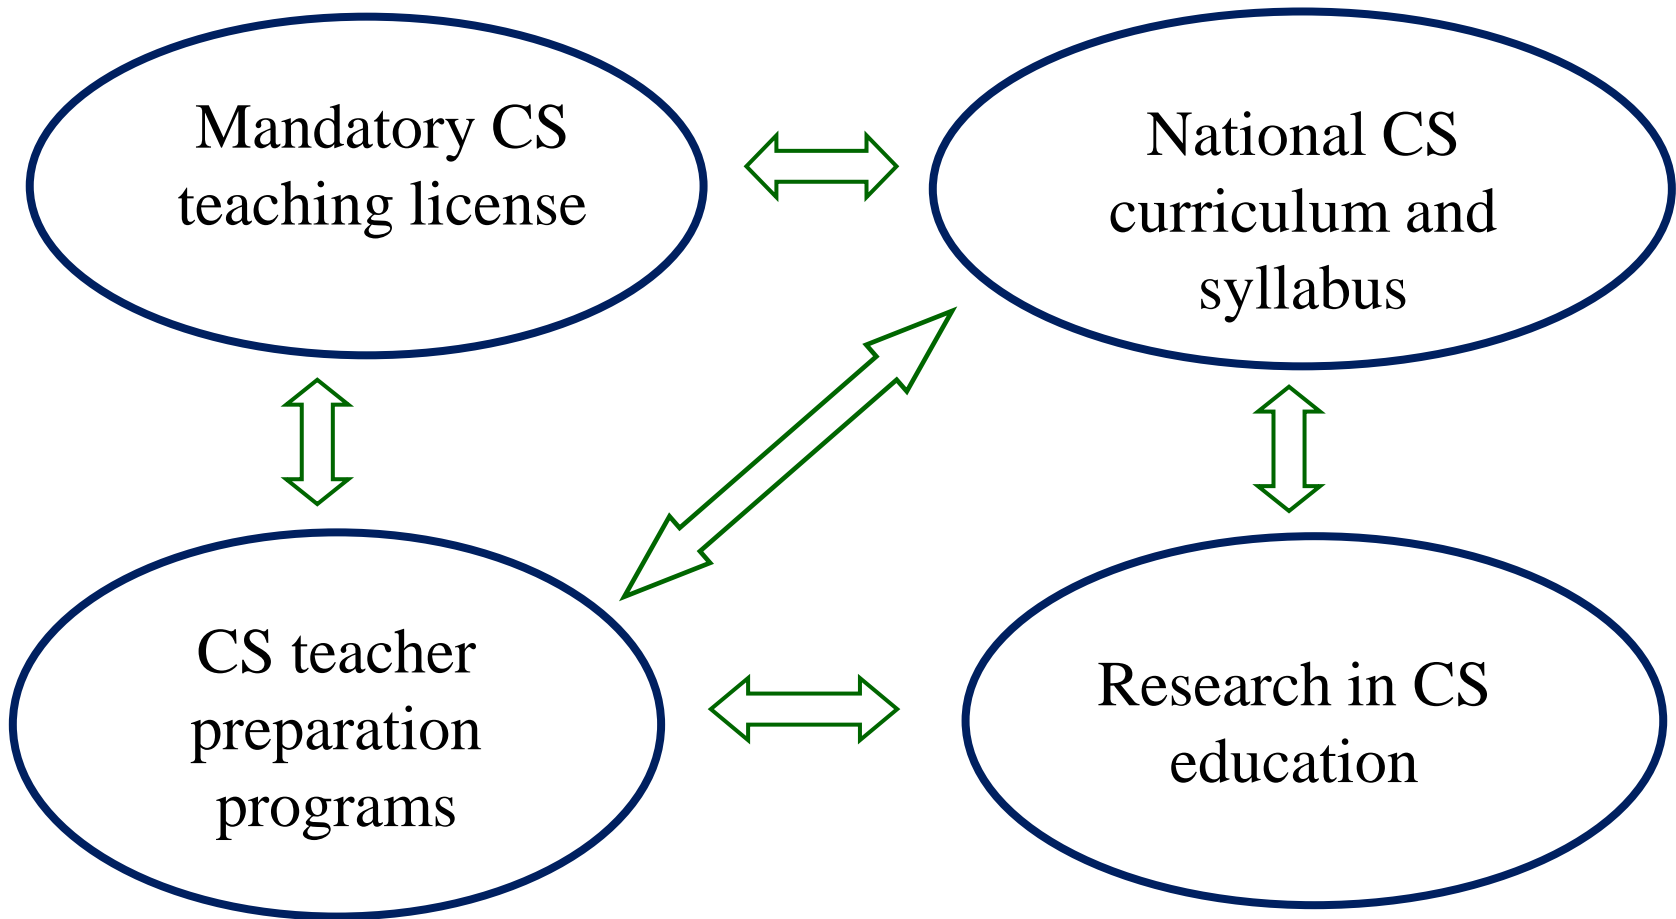 Mandatory CS
teaching license
National CS
curriculum and
syllabus
CS teacher
preparation
programs
Research in CS
education